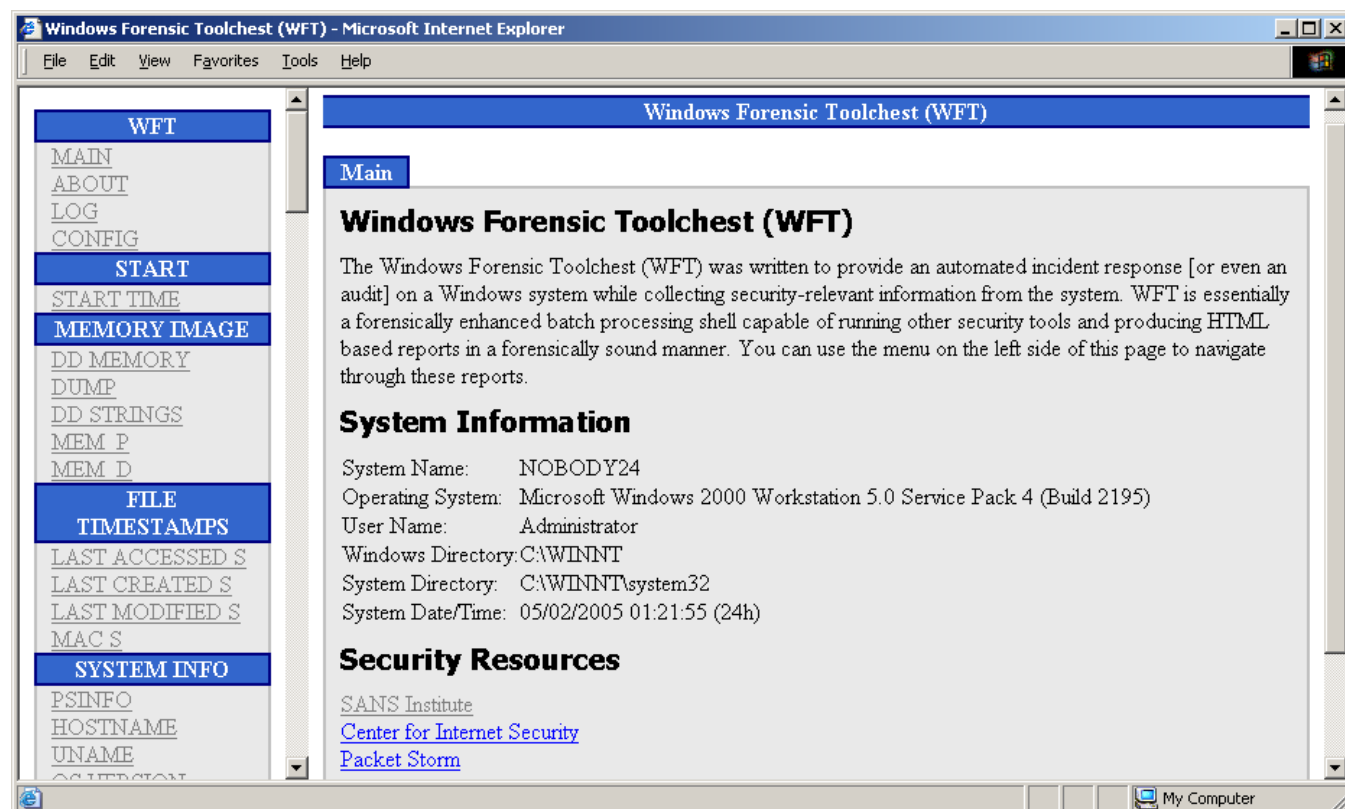 Windows Forensic Toolchest (WFT) - Microsoft Internet Explorer
File Edit View Favorites Tools Help
WFT
MAIN
ABOUT
LOG
CONFIG
START
START TIME
MEMORY IMAGE
DD MEMORY
DUMP
DD STRINGS
MEM P
MEM D
FILE
TIMESTAMPS
LAST ACCESSED S
LAST CREATED S
LAST MODIFIED S
MAC S
SYSTEM INFO
PSINFO
HOSTNAME
UNAME
OS VERSION
Windows Forensic Toolchest (WFT)
Main
Windows Forensic Toolchest (WFT)
The Windows Forensic Toolchest (WFT) was written to provide an automated incident response [or even an
audit] on a Windows system while collecting security-relevant information from the system. WFT is essentially
a forensically enhanced batch processing shell capable of running other security tools and producing HTML
based reports in a forensically sound manner. You can use the menu on the left side of this page to navigate
through these reports.
System Information
System Name: NOBODY24
Operating System: Microsoft Windows 2000 Workstation 5.0 Service Pack 4 (Build 2195)
User Name: Administrator
Windows Directory: C:\WINNT
System Directory: C:\WINNT\system32
System Date/Time: 05/02/2005 01:21:55 (24h)
Security Resources
SANS Institute
Center for Internet Security
Packet Storm
My Computer